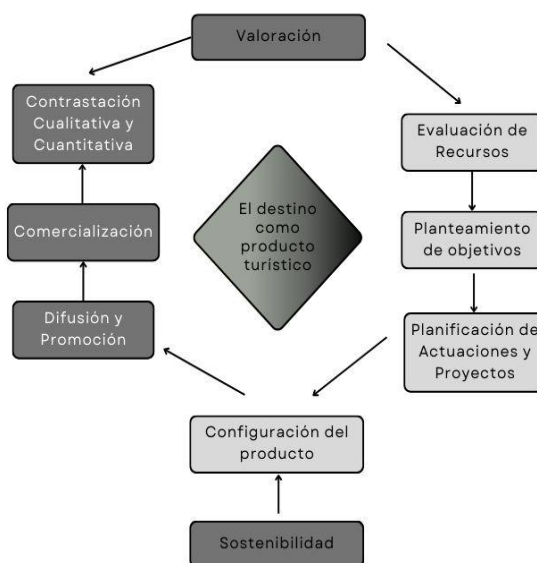 Valoración
Contrastación
Cualitativa y
Cuantitativa
Evaluación de
Recursos
El destino
como
producto
turístico
Comercialización
Planteamiento
de objetivos
Difusión y
Promoción
Planificación de
Actuaciones y
Proyectos
Configuración del
producto
Sostenibilidad